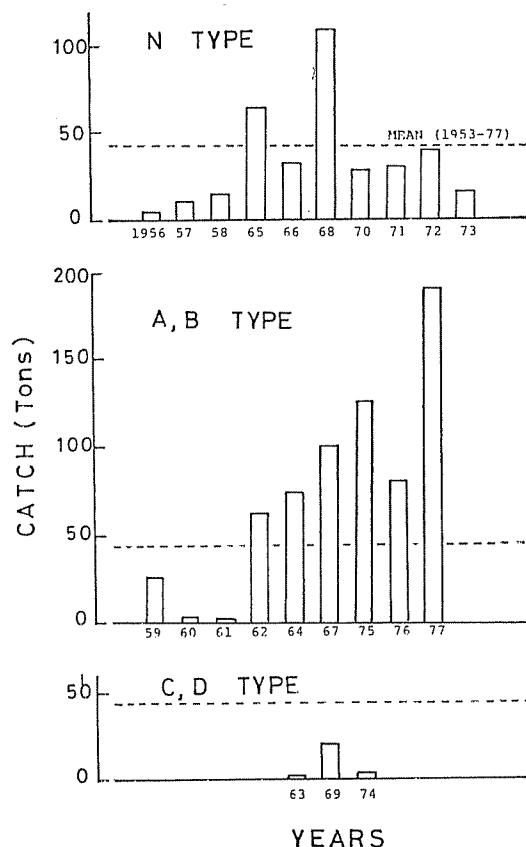 N TYPE
100
50
0
MEAN (1953-77)
1956 57 58 65 66 68 70 71 72 73
A, B TYPE
200
150
100
50
0
59 60 61 62 64 67 75 76 77
CATCH (Tons)
C, D TYPE
50
0
63 69 74
YEARS